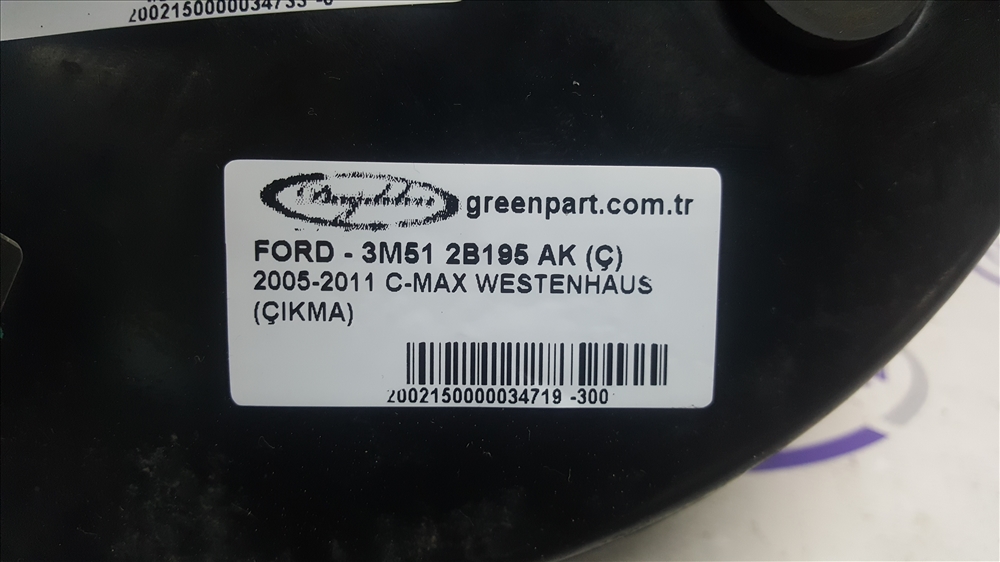 greenpart.com.tr
FORD - 3M51 2B195 AK (Ç)
2005-2011 C-MAX WESTENHAUS
(ÇIKMA)
2002150000034719 -300